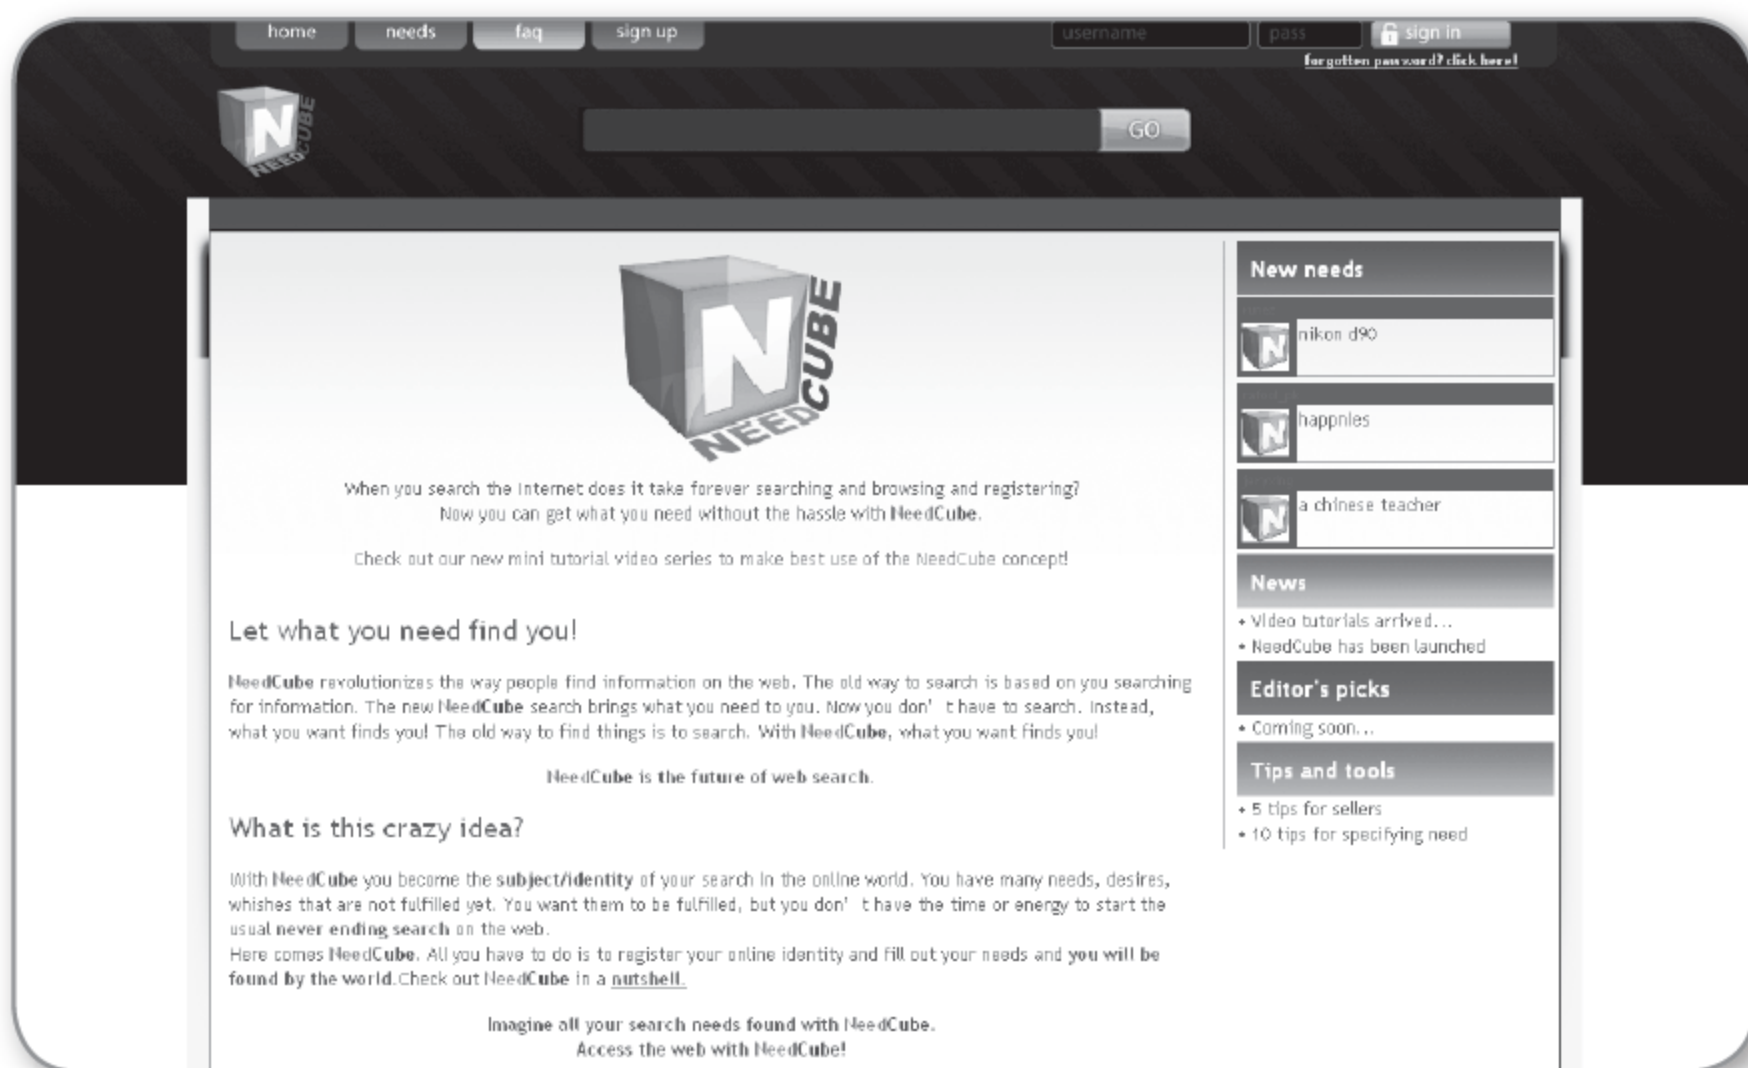 home needs faq sign up username pass sign in
forgotten password? click here!
N NEEDCUBE
GO
N NEEDCUBE
When you search the Internet does it take forever searching and browsing and registering?
Now you can get what you need without the hassle with NeedCube.
Check out our new mini tutorial video series to make best use of the NeedCube concept!
Let what you need find you!
NeedCube revolutionizes the way people find information on the web. The old way to search is based on you searching
for information. The new NeedCube search brings what you need to you. Now you don't have to search. Instead,
what you want finds you! The old way to find things is to search. With NeedCube, what you want finds you!
NeedCube is the future of web search.
What is this crazy idea?
With NeedCube you become the subject/identity of your search in the online world. You have many needs, desires,
whishes that are not fulfilled yet. You want them to be fulfilled, but you don't have the time or energy to start the
usual never ending search on the web.
Here comes NeedCube. All you have to do is to register your online identity and fill out your needs and you will be
found by the world.Check out NeedCube in a nutshell.
Imagine all your search needs found with NeedCube.
Access the web with NeedCube!
New needs
N nikon d90
N happnies
N a chinese teacher
News
• Video tutorials arrived...
• NeedCube has been launched
Editor's picks
• Coming soon...
Tips and tools
• 5 tips for sellers
• 10 tips for specifying need